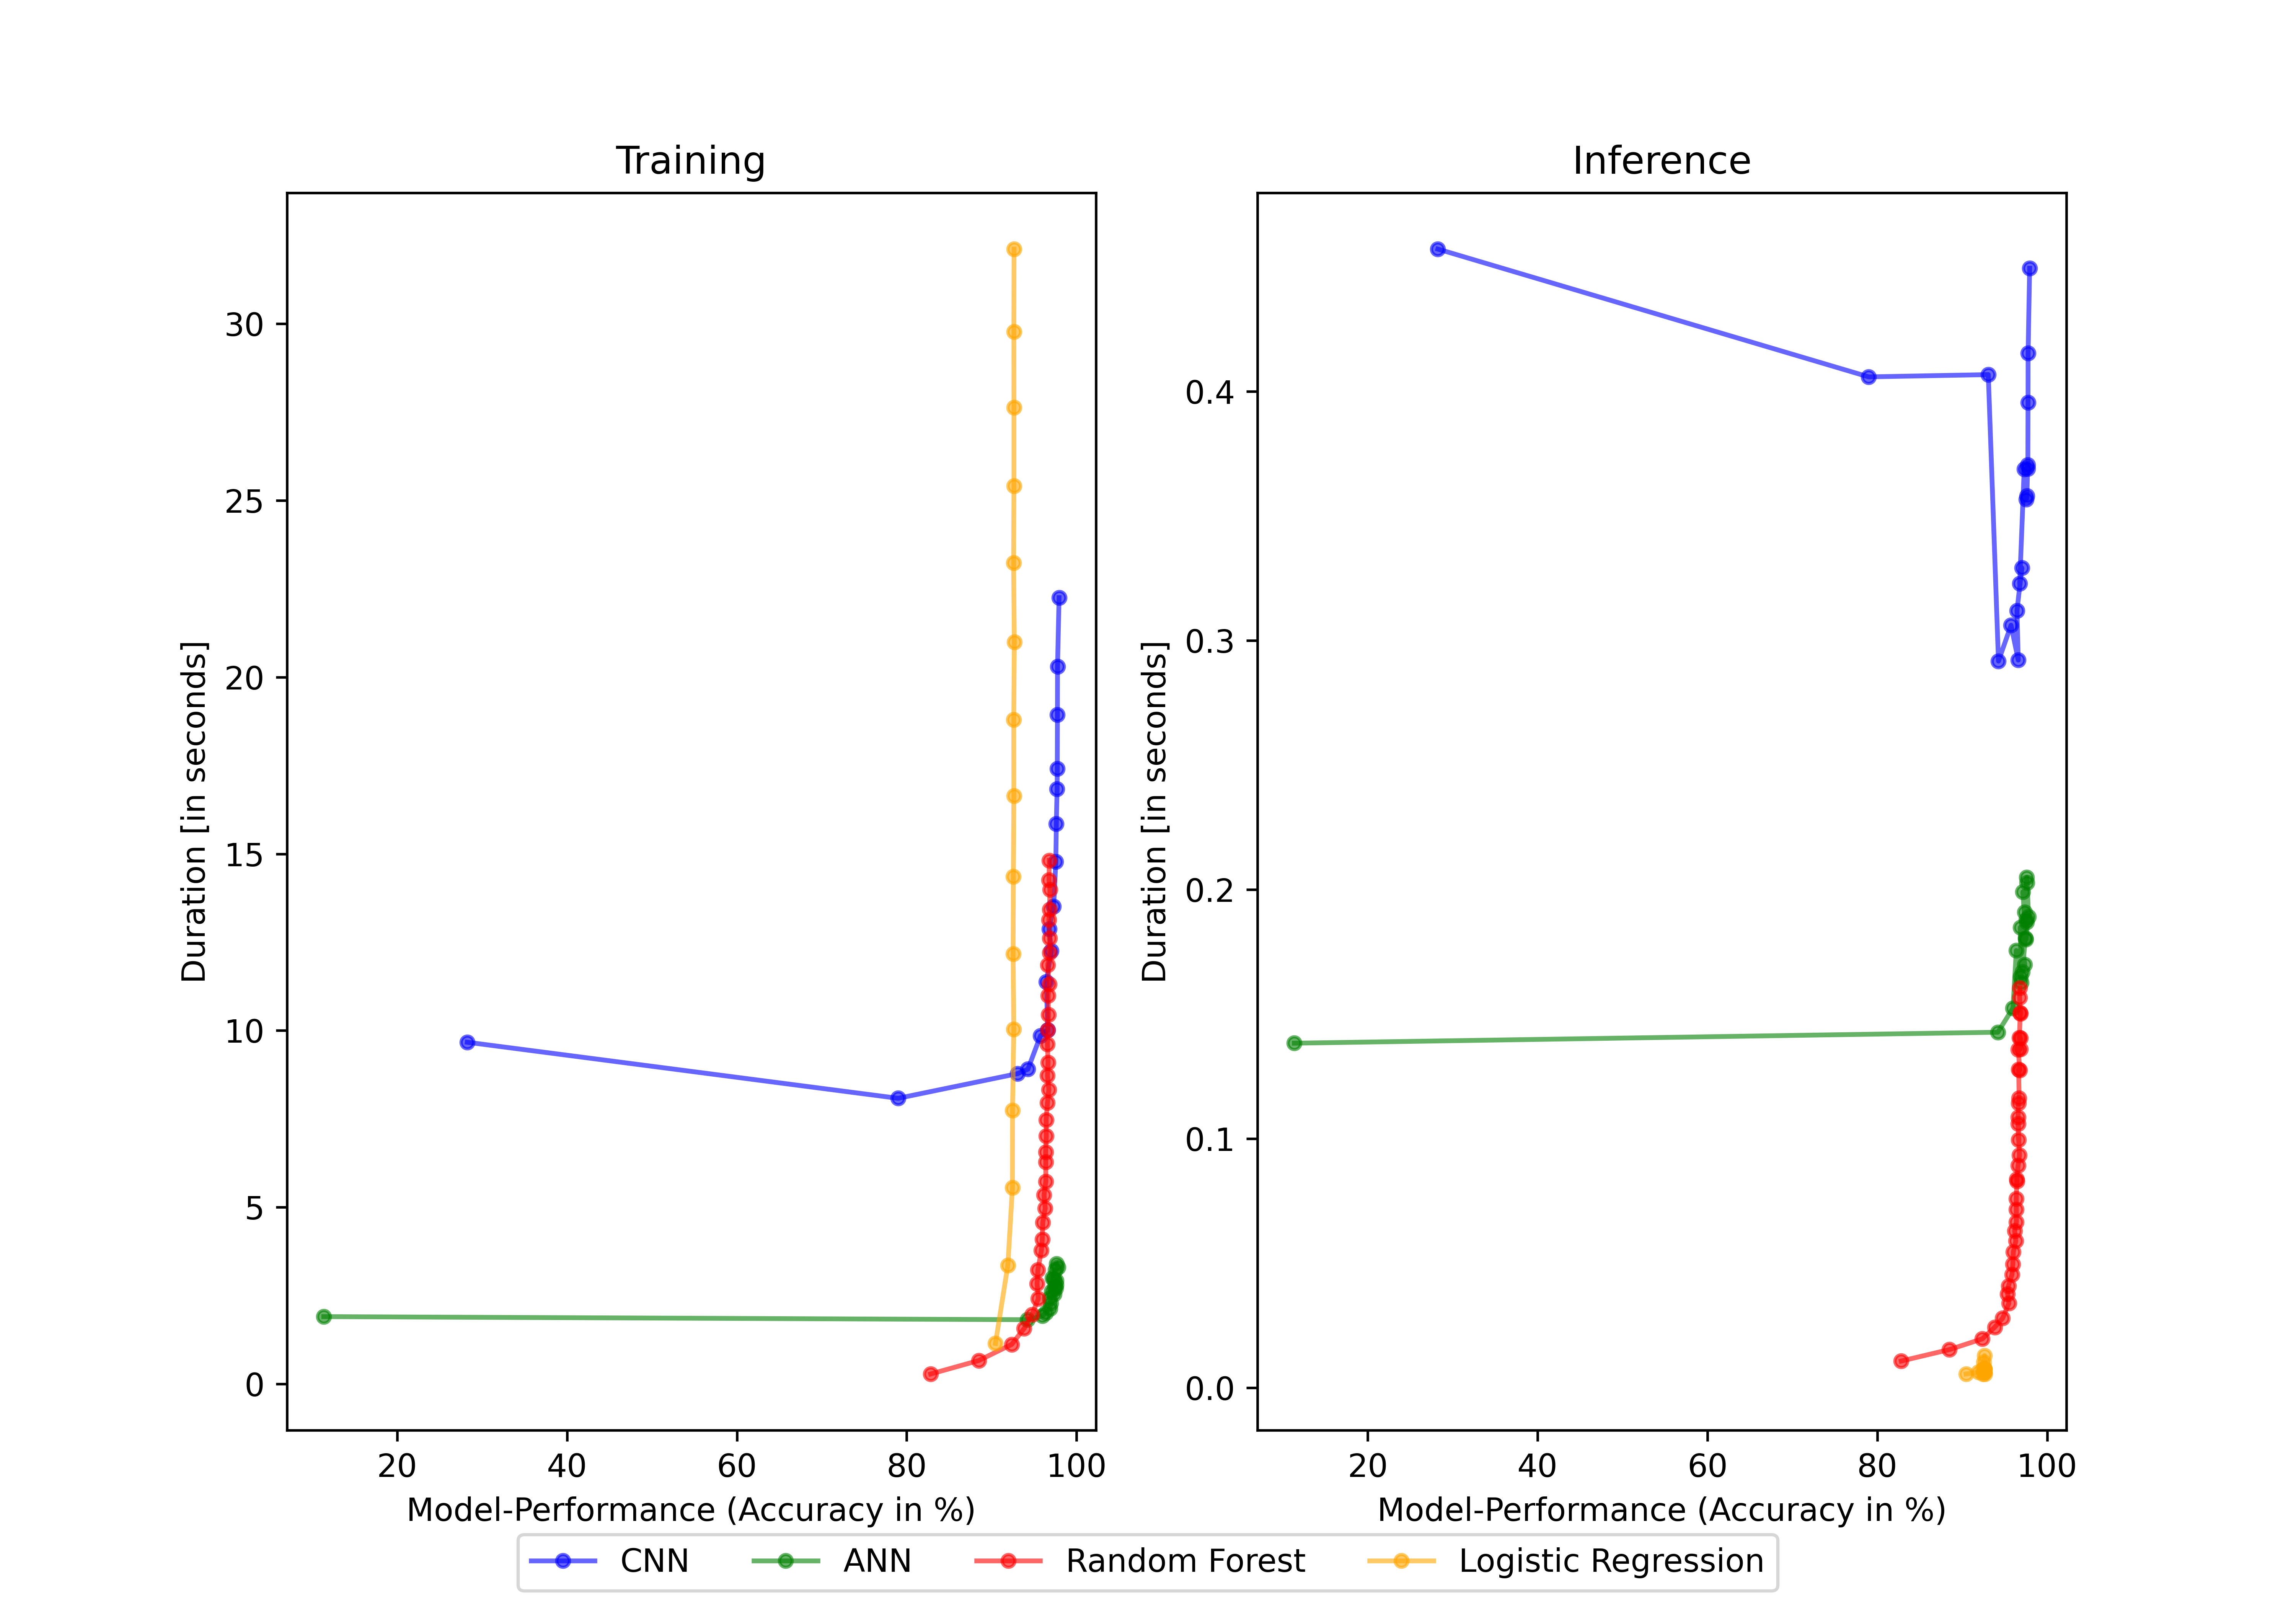 Training
Duration [in seconds]
30
25
20
15
10
5
0
20 40 60 80 100
Model-Performance (Accuracy in %)
Inference
Duration [in seconds]
0.4
0.3
0.2
0.1
0.0
20 40 60 80 100
Model-Performance (Accuracy in %)
CNN ANN Random Forest Logistic Regression